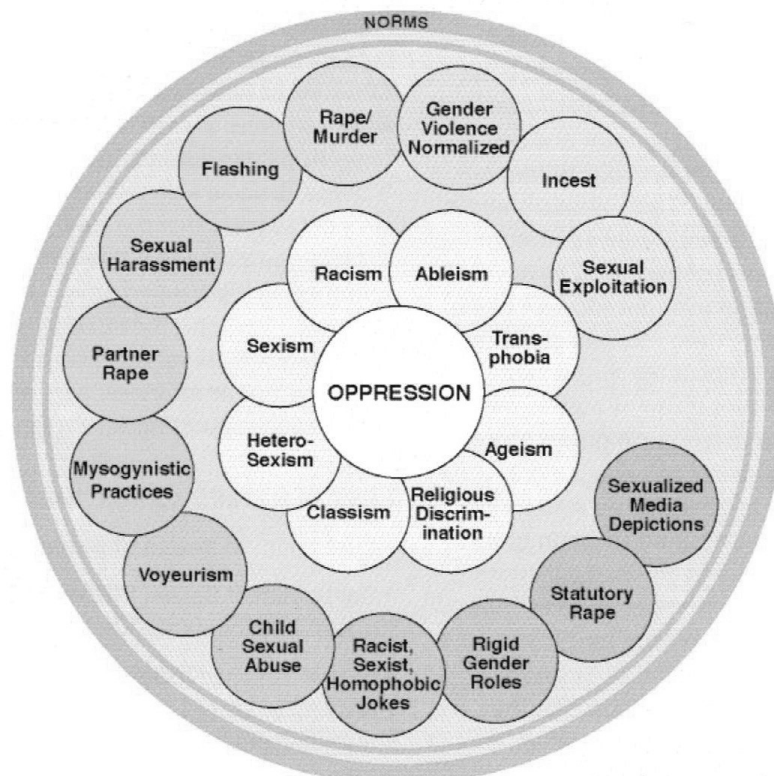 NORMS
Rape/
Murder
Gender
Violence
Normalized
Flashing
Incest
Sexual
Harassment
Racism
Ableism
Sexual
Exploitation
Partner
Rape
Sexism
Trans-
phobia
OPPRESSION
Mysogynistic
Practices
Hetero-
Sexism
Ageism
Sexualized
Media
Depictions
Classism
Religious
Discrim-
ination
Voyeurism
Statutory
Rape
Child
Sexual
Abuse
Racist,
Sexist,
Homophobic
Jokes
Rigid
Gender
Roles